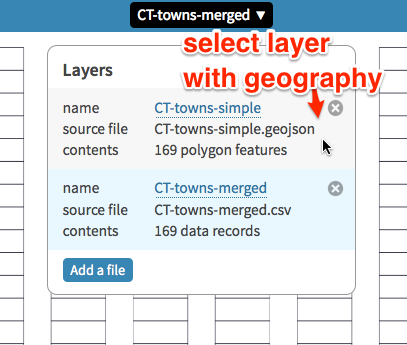 CT-towns-merged ▼
select layer
with geography
Layers
name CT-towns-simple
source file CT-towns-simple.geojson
contents 169 polygon features
name CT-towns-merged
source file CT-towns-merged.csv
contents 169 data records
Add a file